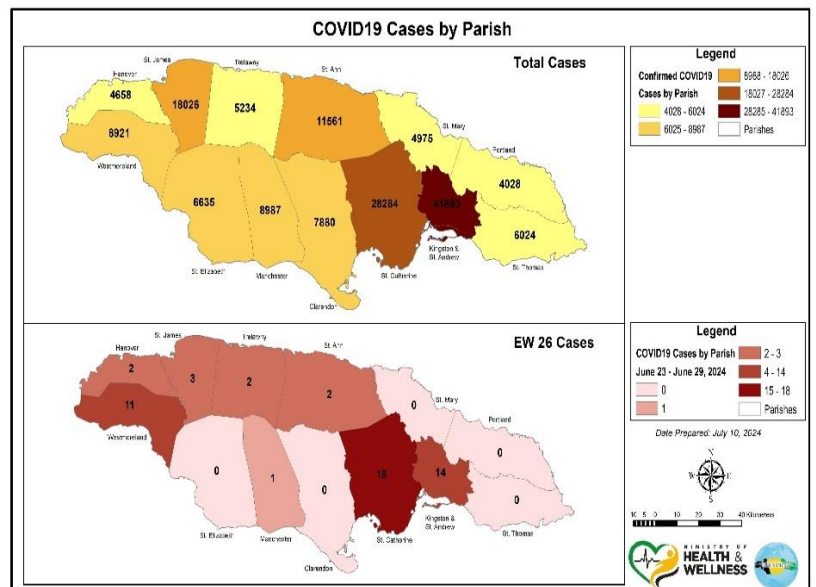 COVID19 Cases by Parish
Total Cases
St. James
Trelawny
St. Ann
Hanover
4658
18026
5234
11561
8921
4975
St. Mary
Portland
Westmoreland
6635
8987
7880
28284
41893
4028
6024
St. Elizabeth
Manchester
Clarendon
St. Catherine
Kingston &
St. Andrew
St. Thomas
Legend
Confirmed COVID19
Cases by Parish
4028 - 6024
6025 - 8987
8988 - 18026
18027 - 28284
28285 - 41893
Parishes
EW 26 Cases
St. James
Trelawny
St. Ann
Hanover
2
3
2
2
11
0
St. Mary
Portland
Westmoreland
0
1
0
18
14
0
0
St. Elizabeth
Manchester
Clarendon
St. Catherine
Kingston &
St. Andrew
St. Thomas
Legend
COVID19 Cases by Parish
June 23 - June 29, 2024
0
1
2 - 3
4 - 14
15 - 18
Parishes
Date Prepared: July 10, 2024
N
W E
S
10 5 0 10 20 30 40 Kilometers
MINISTRY OF
HEALTH &
WELLNESS